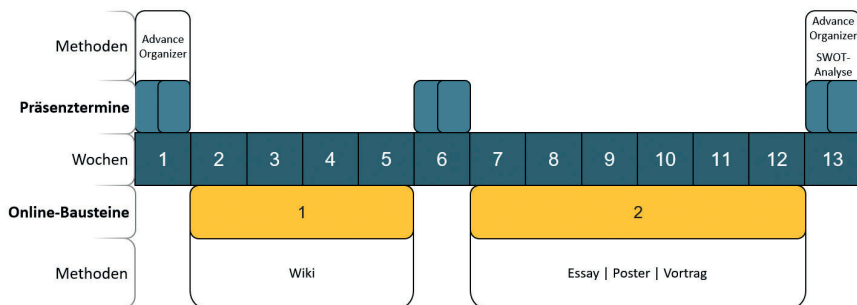 Methoden
Advance
Organizer
Advance
Organizer
SWOT-
Analyse
Präsenztermine
Wochen 1 2 3 4 5 6 7 8 9 10 11 12 13
Online-Bausteine 1 2
Methoden Wiki Essay | Poster | Vortrag